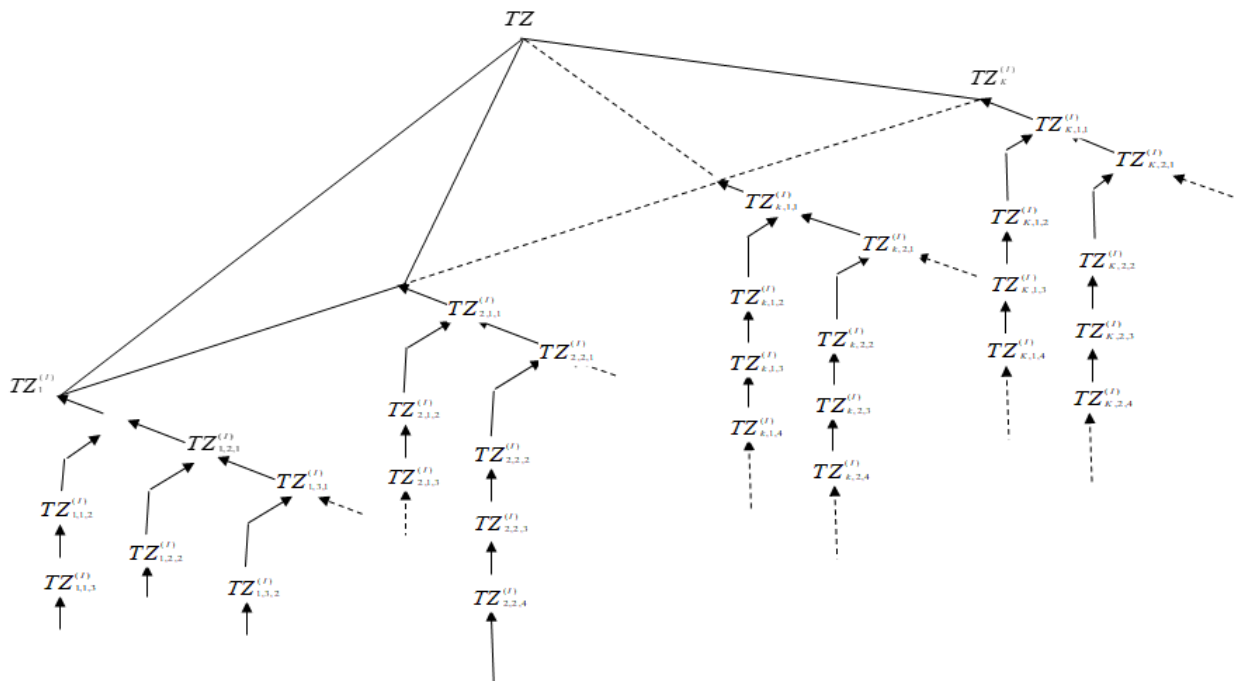 TZ
TZ_K^(I)
TZ_{K,1,1}^(I)
TZ_{K,2,1}^(I)
TZ_{k,1,1}^(I)
TZ_{K,1,2}^(I)
TZ_{k,2,1}^(I)
TZ_{K,2,2}^(I)
TZ_{K,1,3}^(I)
TZ_{k,1,2}^(I)
TZ_{2,1,1}^(I)
TZ_{K,2,3}^(I)
TZ_{k,2,2}^(I)
TZ_{2,2,1}^(I)
TZ_{K,1,4}^(I)
TZ_{k,1,3}^(I)
TZ_1^(I)
TZ_{K,2,4}^(I)
TZ_{k,2,3}^(I)
TZ_{2,1,2}^(I)
TZ_{k,1,4}^(I)
TZ_{1,2,1}^(I)
TZ_{2,2,2}^(I)
TZ_{k,2,4}^(I)
TZ_{2,1,3}^(I)
TZ_{1,3,1}^(I)
TZ_{1,1,2}^(I)
TZ_{2,2,3}^(I)
TZ_{1,2,2}^(I)
TZ_{1,1,3}^(I)
TZ_{1,3,2}^(I)
TZ_{2,2,4}^(I)